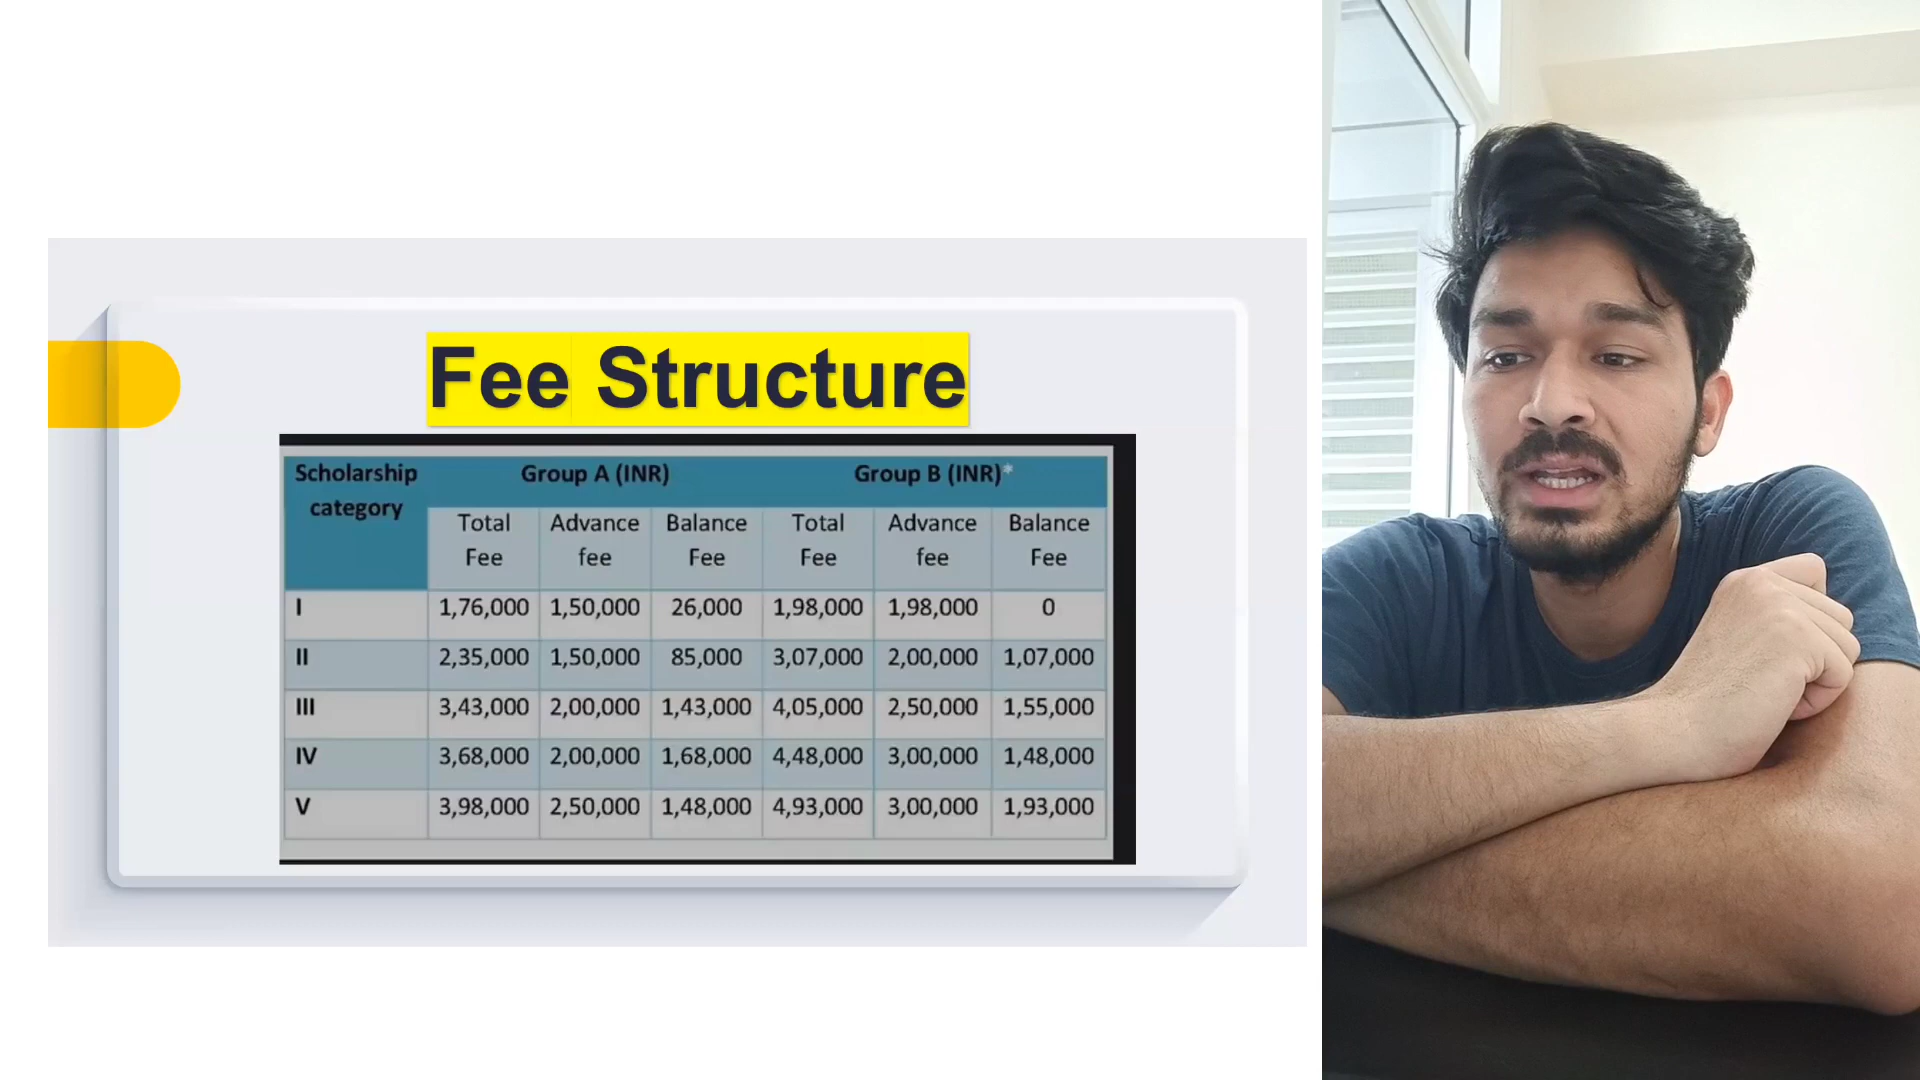 Fee Structure
Scholarship category Group A (INR) Group B (INR)*
Total Fee Advance fee Balance Fee Total Fee Advance fee Balance Fee
I 1,76,000 1,50,000 26,000 1,98,000 1,98,000 0
II 2,35,000 1,50,000 85,000 3,07,000 2,00,000 1,07,000
III 3,43,000 2,00,000 1,43,000 4,05,000 2,50,000 1,55,000
IV 3,68,000 2,00,000 1,68,000 4,48,000 3,00,000 1,48,000
V 3,98,000 2,50,000 1,48,000 4,93,000 3,00,000 1,93,000